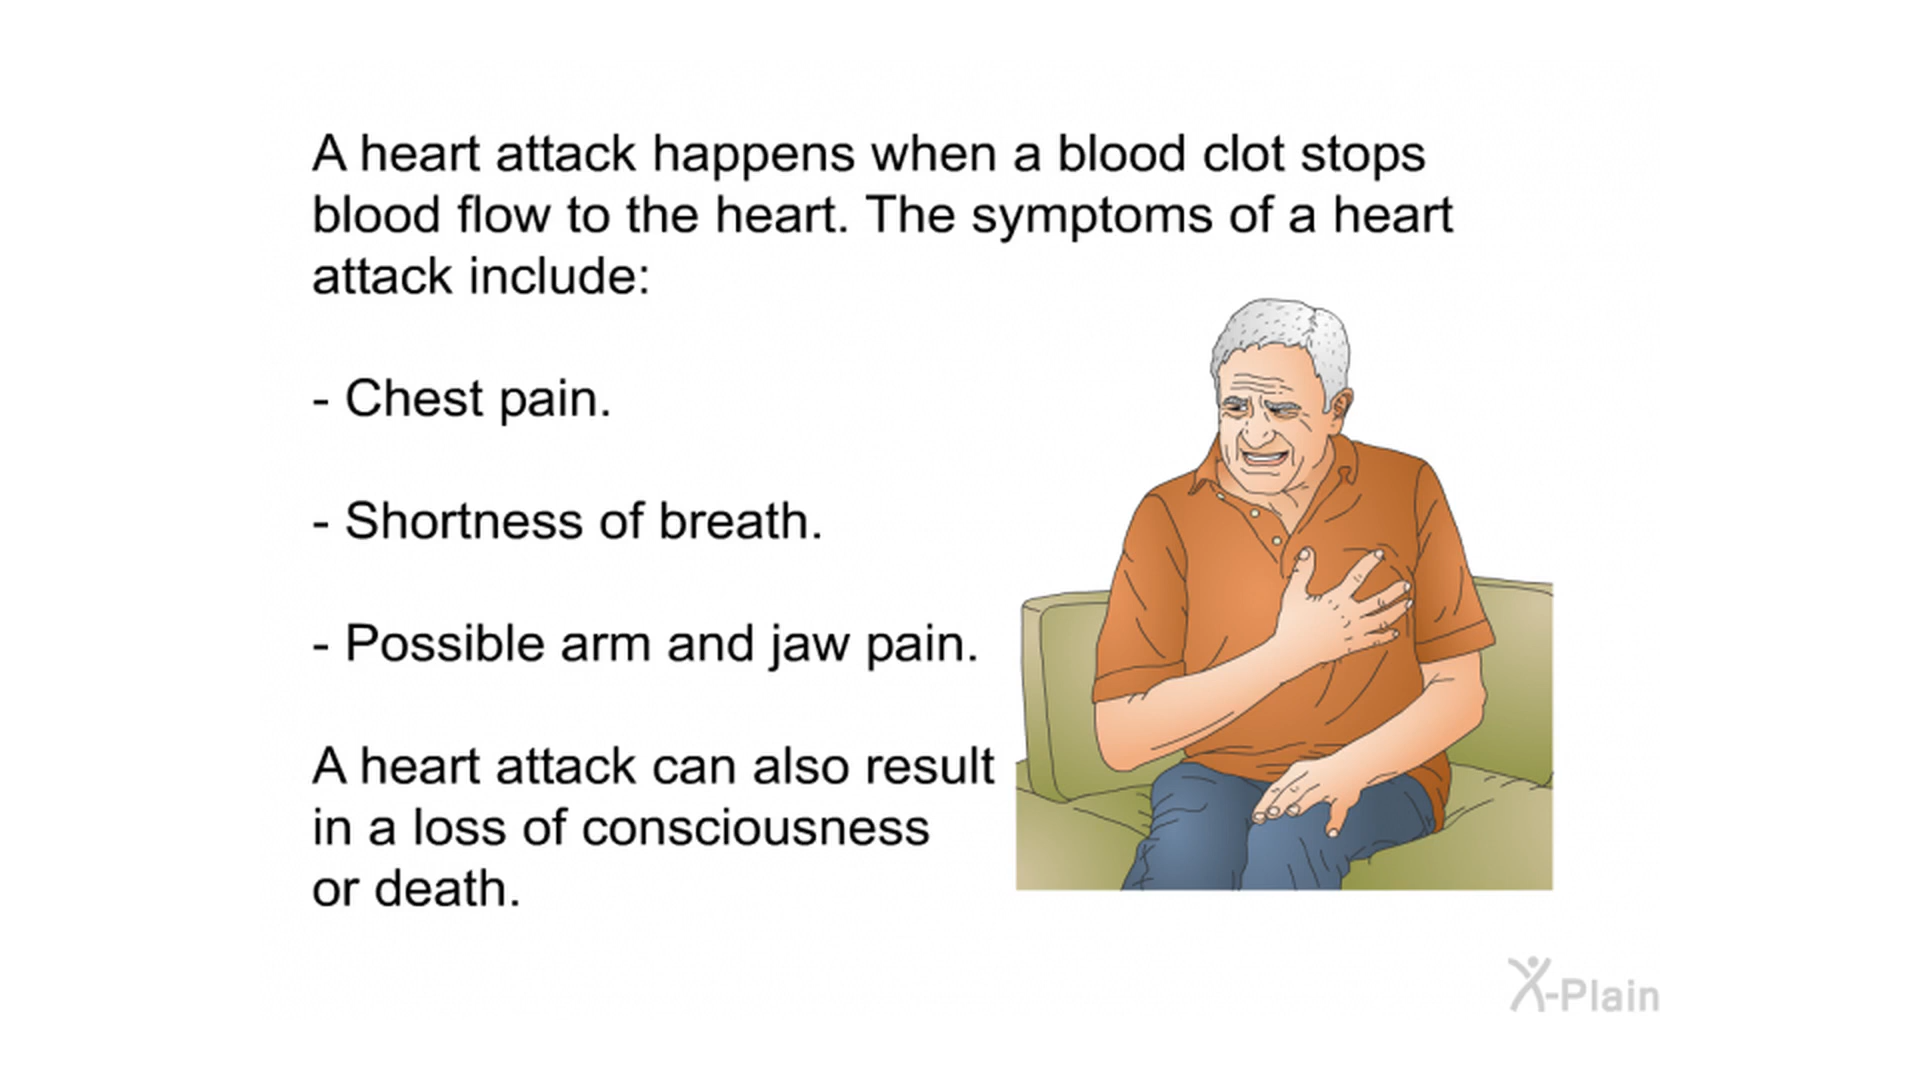 A heart attack happens when a blood clot stops
blood flow to the heart. The symptoms of a heart
attack include:
- Chest pain.
- Shortness of breath.
- Possible arm and jaw pain.
A heart attack can also result
in a loss of consciousness
or death.
X-Plain